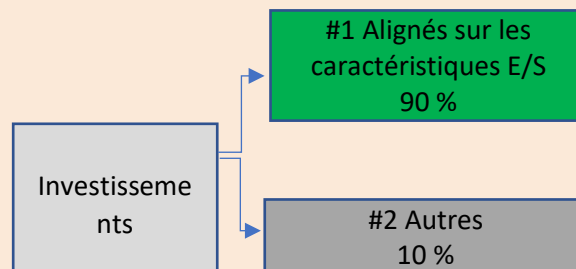 #1 Alignés sur les
caractéristiques E/S
90 %
Investisseme
nts
#2 Autres
10 %